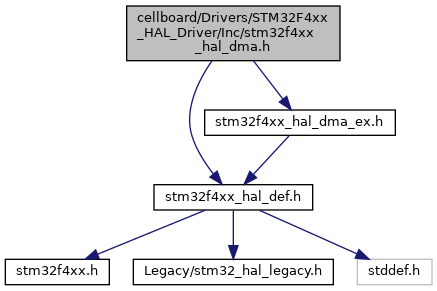 cellboard/Drivers/STM32F4xx
_HAL_Driver/Inc/stm32f4xx
_hal_dma.h
stm32f4xx_hal_dma_ex.h
stm32f4xx_hal_def.h
stm32f4xx.h
Legacy/stm32_hal_legacy.h
stddef.h